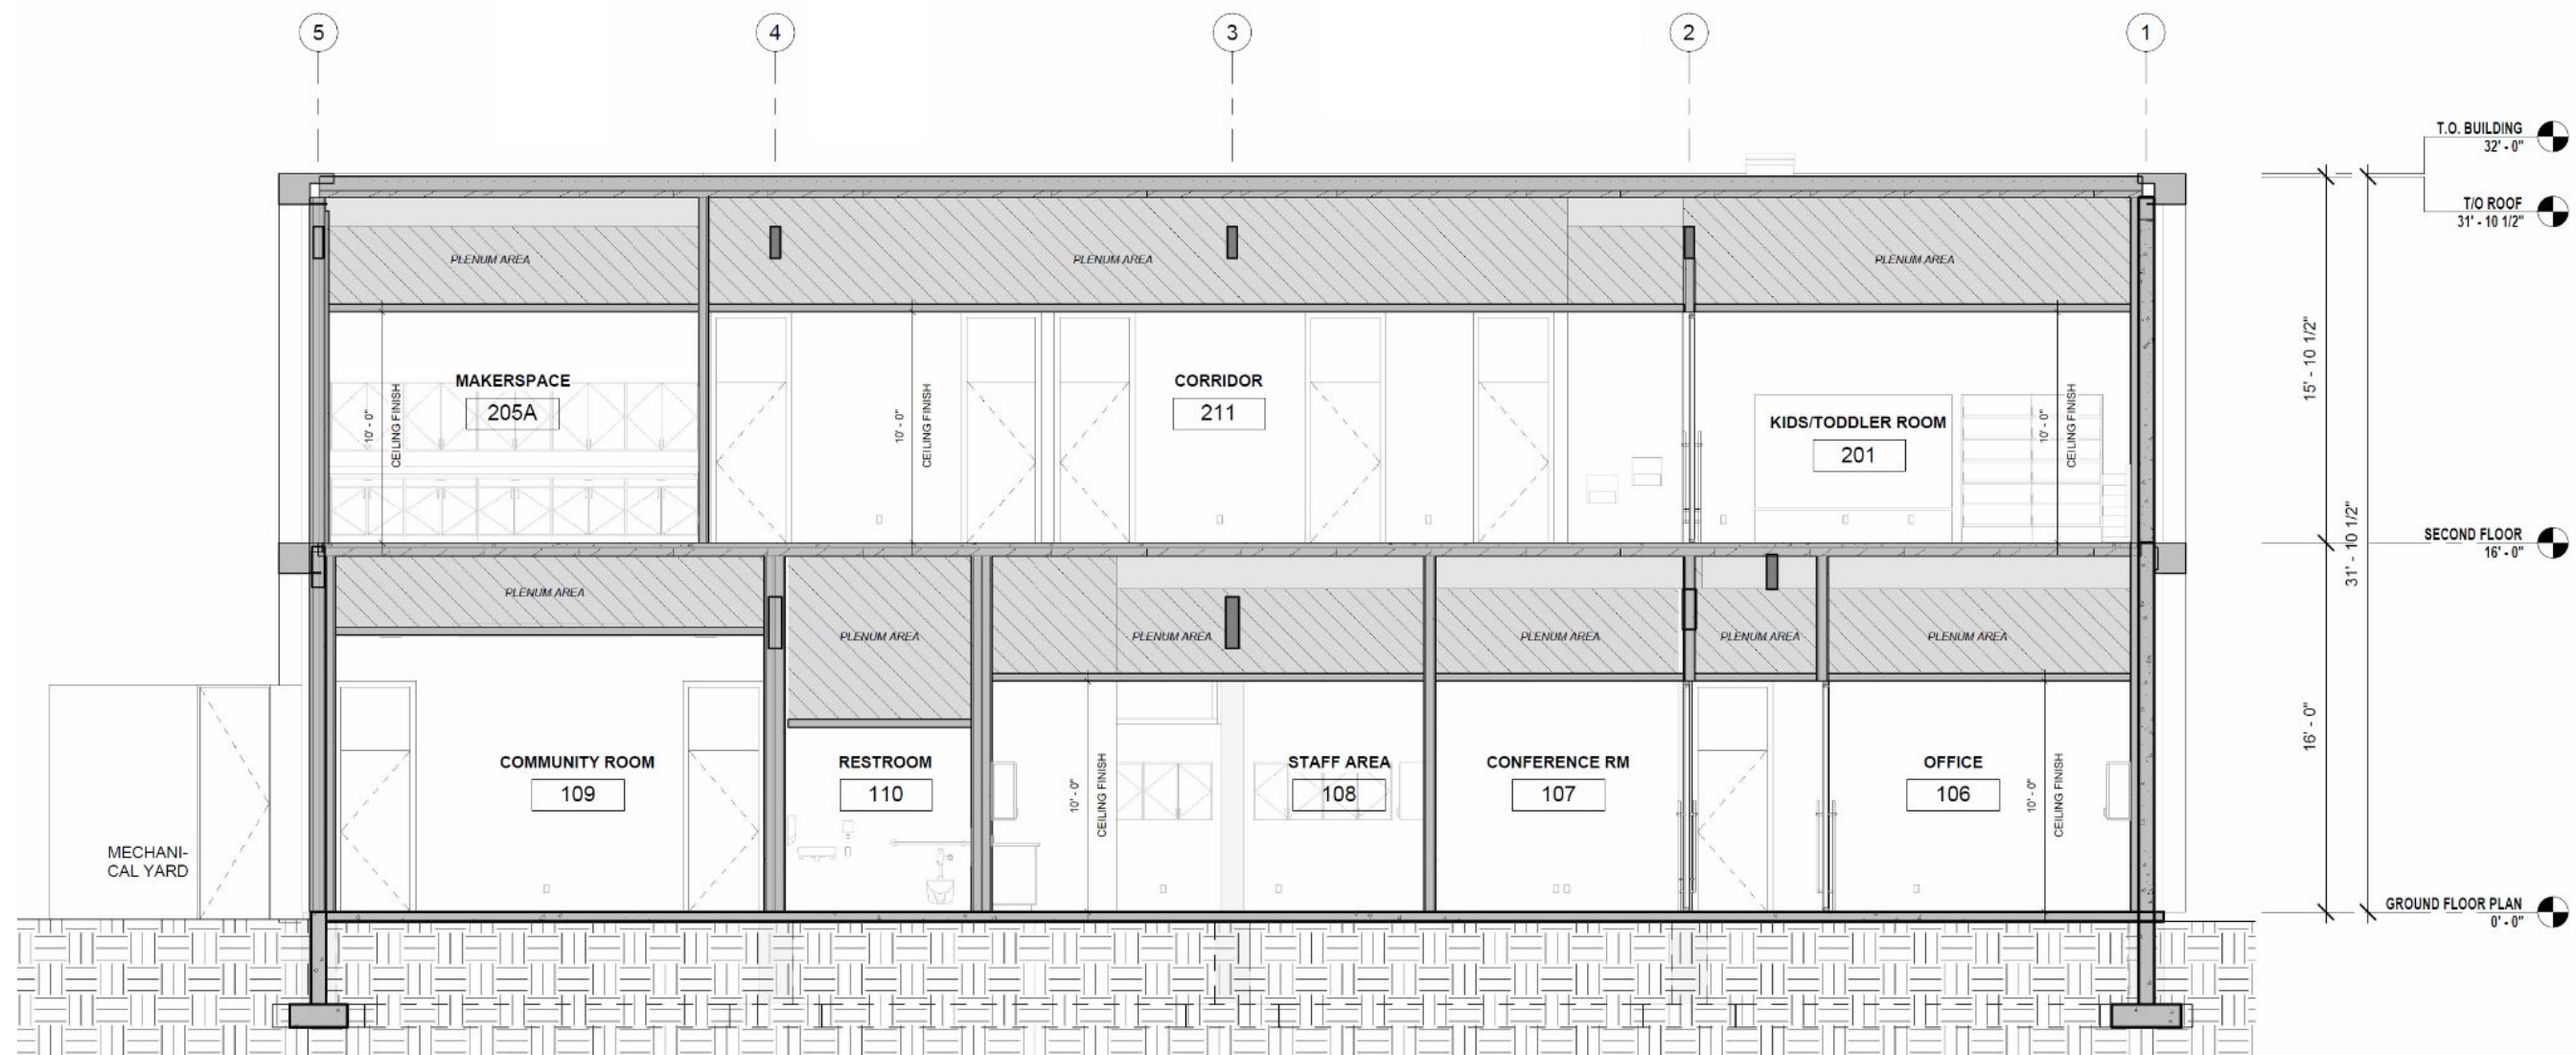 5
4
3
2
1
T.O. BUILDING
32' - 0"
T/O ROOF
31' - 10 1/2"
PLENUM AREA
PLENUM AREA
PLENUM AREA
MAKERSPACE
205A
10' - 0"
CEILING FINISH
10' - 0"
CEILING FINISH
CORRIDOR
211
KIDS/TODDLER ROOM
201
10' - 0"
CEILING FINISH
15' - 10 1/2"
31' - 10 1/2"
SECOND FLOOR
16' - 0"
PLENUM AREA
PLENUM AREA
PLENUM AREA
PLENUM AREA
PLENUM AREA
PLENUM AREA
16' - 0"
COMMUNITY ROOM
109
RESTROOM
110
10' - 0"
CEILING FINISH
STAFF AREA
108
CONFERENCE RM
107
OFFICE
106
10' - 0"
CEILING FINISH
MECHANI-
CAL YARD
GROUND FLOOR PLAN
0' - 0"